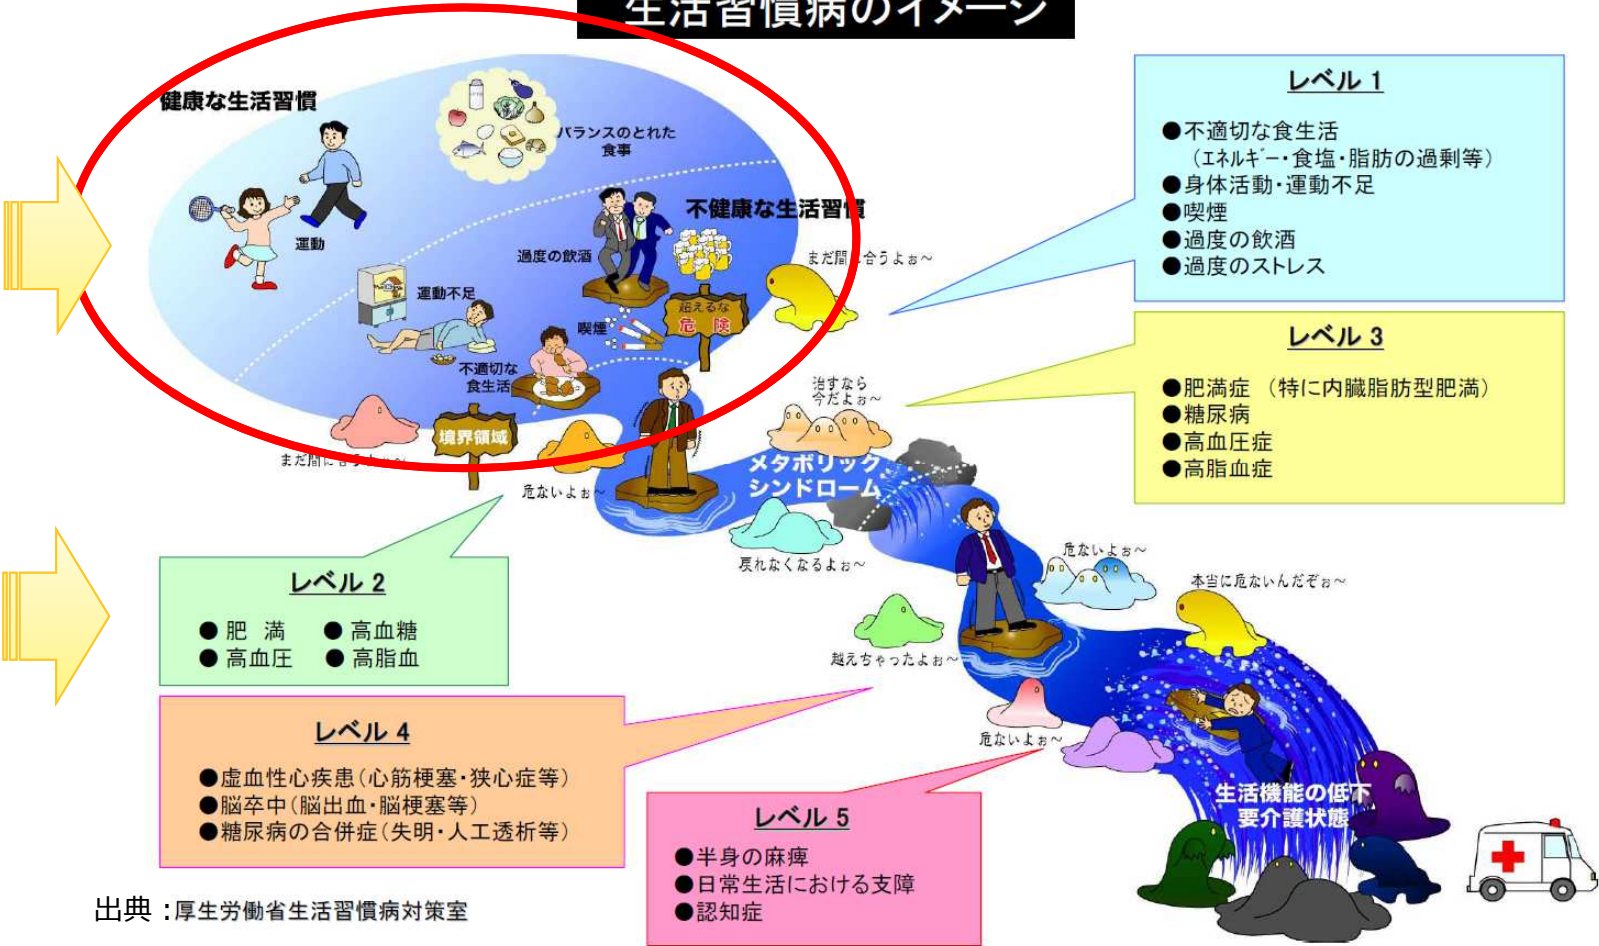 生活習慣病のイメージ
健康な生活習慣
バランスのとれた
食事
運動
不健康な生活習慣
過度の飲酒
まだ間に合うよぉ～
運動不足
喫煙
超えるな
危険
不適切な
食生活
境界領域
まだ間に合うよぉ～
危ないよぉ～
治すなら
今だよぉ～
メタボリック
シンドローム
戻れなくなるよぉ～
危ないよぉ～
本当に危ないんだぞぉ～
越えちゃったよぉ～
危ないよぉ～
生活機能の低下
要介護状態
レベル 1
●不適切な食生活
（エネルギー・食塩・脂肪の過剰等）
●身体活動・運動不足
●喫煙
●過度の飲酒
●過度のストレス
レベル 3
●肥満症 （特に内臓脂肪型肥満）
●糖尿病
●高血圧症
●高脂血症
レベル 2
● 肥 満 ● 高血糖
● 高血圧 ● 高脂血
レベル 4
●虚血性心疾患（心筋梗塞・狭心症等）
●脳卒中（脳出血・脳梗塞等）
●糖尿病の合併症（失明・人工透析等）
レベル 5
●半身の麻痺
●日常生活における支障
●認知症
出典：厚生労働省生活習慣病対策室